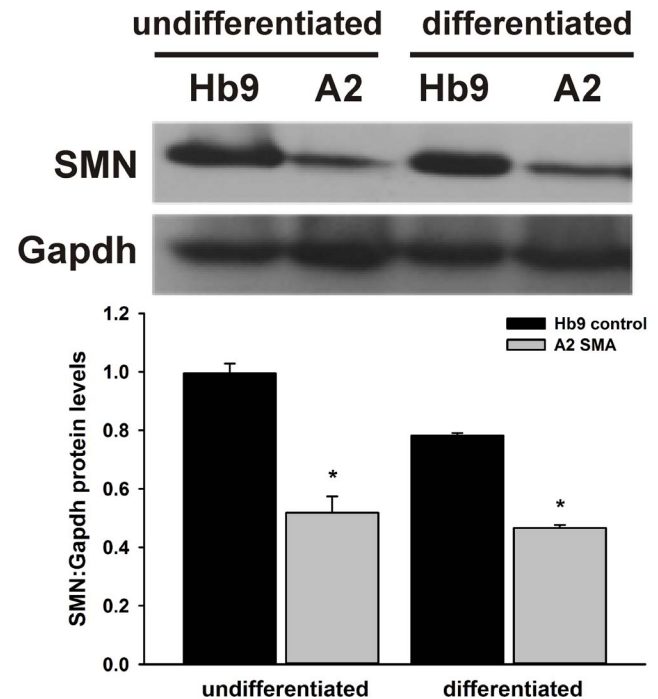 undifferentiated differentiated
Hb9 A2 Hb9 A2
SMN
Gapdh
1.2
1.0
0.8
0.6
0.4
0.2
0.0
SMN:Gapdh protein levels
Hb9 control
A2 SMA
*
*
undifferentiated differentiated